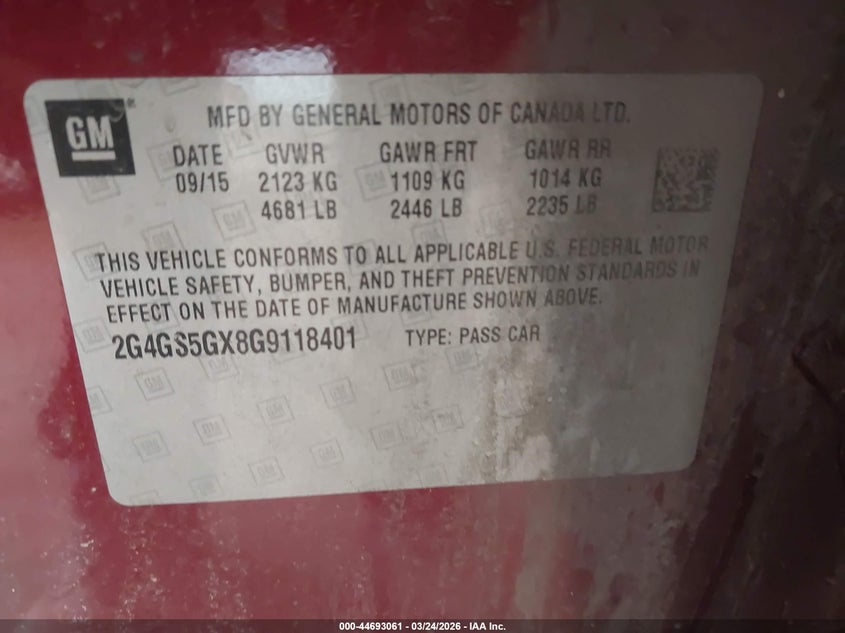 GM
MFD BY GENERAL MOTORS OF CANADA LTD.
DATE GVWR GAWR FRT GAWR RR
09/15 2123 KG 1109 KG 1014 KG
4681 LB 2446 LB 2235 LB
THIS VEHICLE CONFORMS TO ALL APPLICABLE U.S. FEDERAL MOTOR
VEHICLE SAFETY, BUMPER, AND THEFT PREVENTION STANDARDS IN
EFFECT ON THE DATE OF MANUFACTURE SHOWN ABOVE.
2G4GS5GX8G9118401 TYPE: PASS CAR
000-44693061 - 03/24/2026 - IAA Inc.